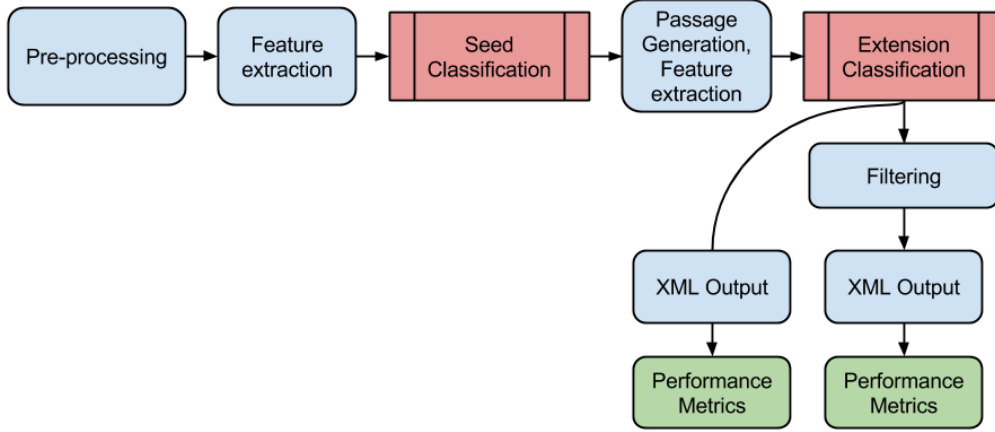 Pre-processing
Feature
extraction
Seed
Classification
Passage
Generation,
Feature
extraction
Extension
Classification
Filtering
XML Output
XML Output
Performance
Metrics
Performance
Metrics